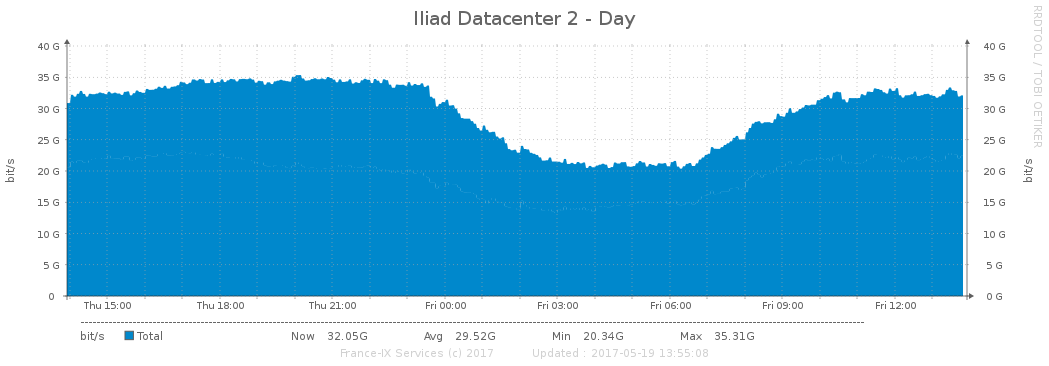 Iliad Datacenter 2 - Day
RRDTOOL / TOBI OETIKER
40 G 40 G
35 G 35 G
30 G 30 G
25 G 25 G
20 G 20 G
15 G 15 G
10 G 10 G
5 G 5 G
0 0 G
bit/s
bit/s
Thu 15:00 Thu 18:00 Thu 21:00 Fri 00:00 Fri 03:00 Fri 06:00 Fri 09:00 Fri 12:00
bit/s Total Now 32.05G Avg 29.52G Min 20.34G Max 35.31G
France-IX Services (c) 2017 Updated : 2017-05-19 13:55:08